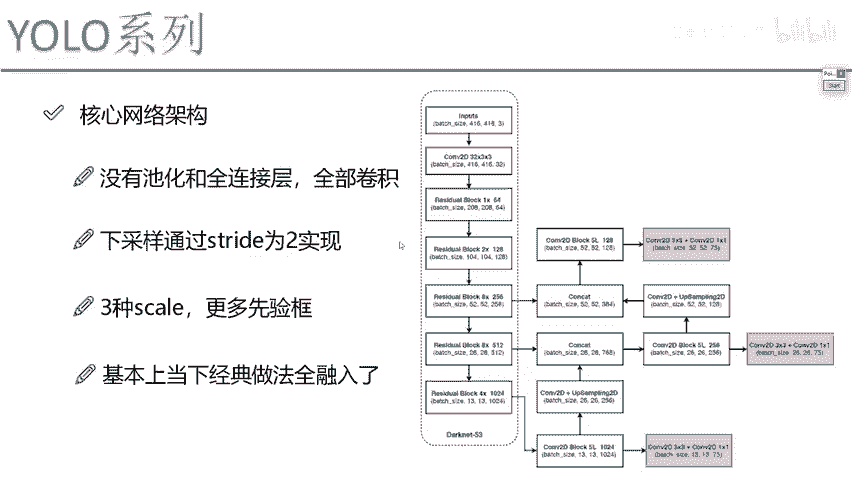 YOLO系列
bilibili
Start
核心网络架构
没有池化和全连接层，全部卷积
下采样通过stride为2实现
3种scale，更多先验框
基本上当下经典做法全融入了
Inputs
(batch_size, 416, 416, 3)
Conv2D 32x3x3
(batch_size, 416, 416, 32)
Residual Block 1x 64
(batch_size, 208, 208, 64)
Residual Block 2x 128
(batch_size, 104, 104, 128)
Residual Block 8x 256
(batch_size, 52, 52, 256)
Residual Block 8x 512
(batch_size, 26, 26, 512)
Residual Block 4x 1024
(batch_size, 13, 13, 1024)
Darknet-53
Conv2D Block 5L 128
(batch_size, 52, 52, 128)
Conv2D 3x3 + Conv2D 1x1
(batch_size, 52, 52, 75)
Concat
(batch_size, 52, 52, 384)
Conv2D + UpSampling2D
(batch_size, 52, 52, 128)
Concat
(batch_size, 26, 26, 768)
Conv2D Block 5L 256
(batch_size, 26, 26, 256)
Conv2D 3x3 + Conv2D 1x1
(batch_size, 26, 26, 75)
Conv2D + UpSampling2D
(batch_size, 26, 26, 256)
Conv2D Block 5L 1024
(batch_size, 13, 13, 1024)
Conv2D 3x3 + Conv2D 1x1
(batch_size, 13, 13, 75)